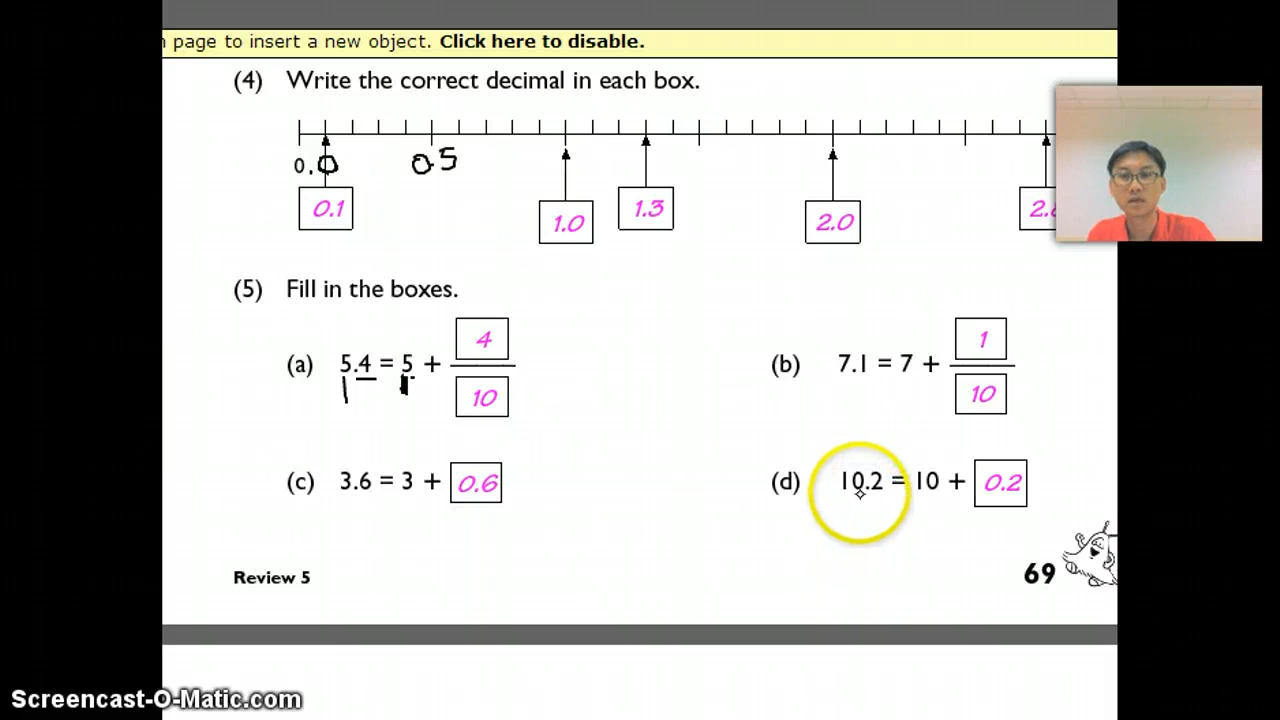 page to insert a new object. Click here to disable.
(4) Write the correct decimal in each box.
0.0 0.5
0.1 1.0 1.3 2.0
(5) Fill in the boxes.
(a) 5.4 = 5 + 4/10 (b) 7.1 = 7 + 1/10
(c) 3.6 = 3 + 0.6 (d) 10.2 = 10 + 0.2
Review 5 69
Screencast-O-Matic.com